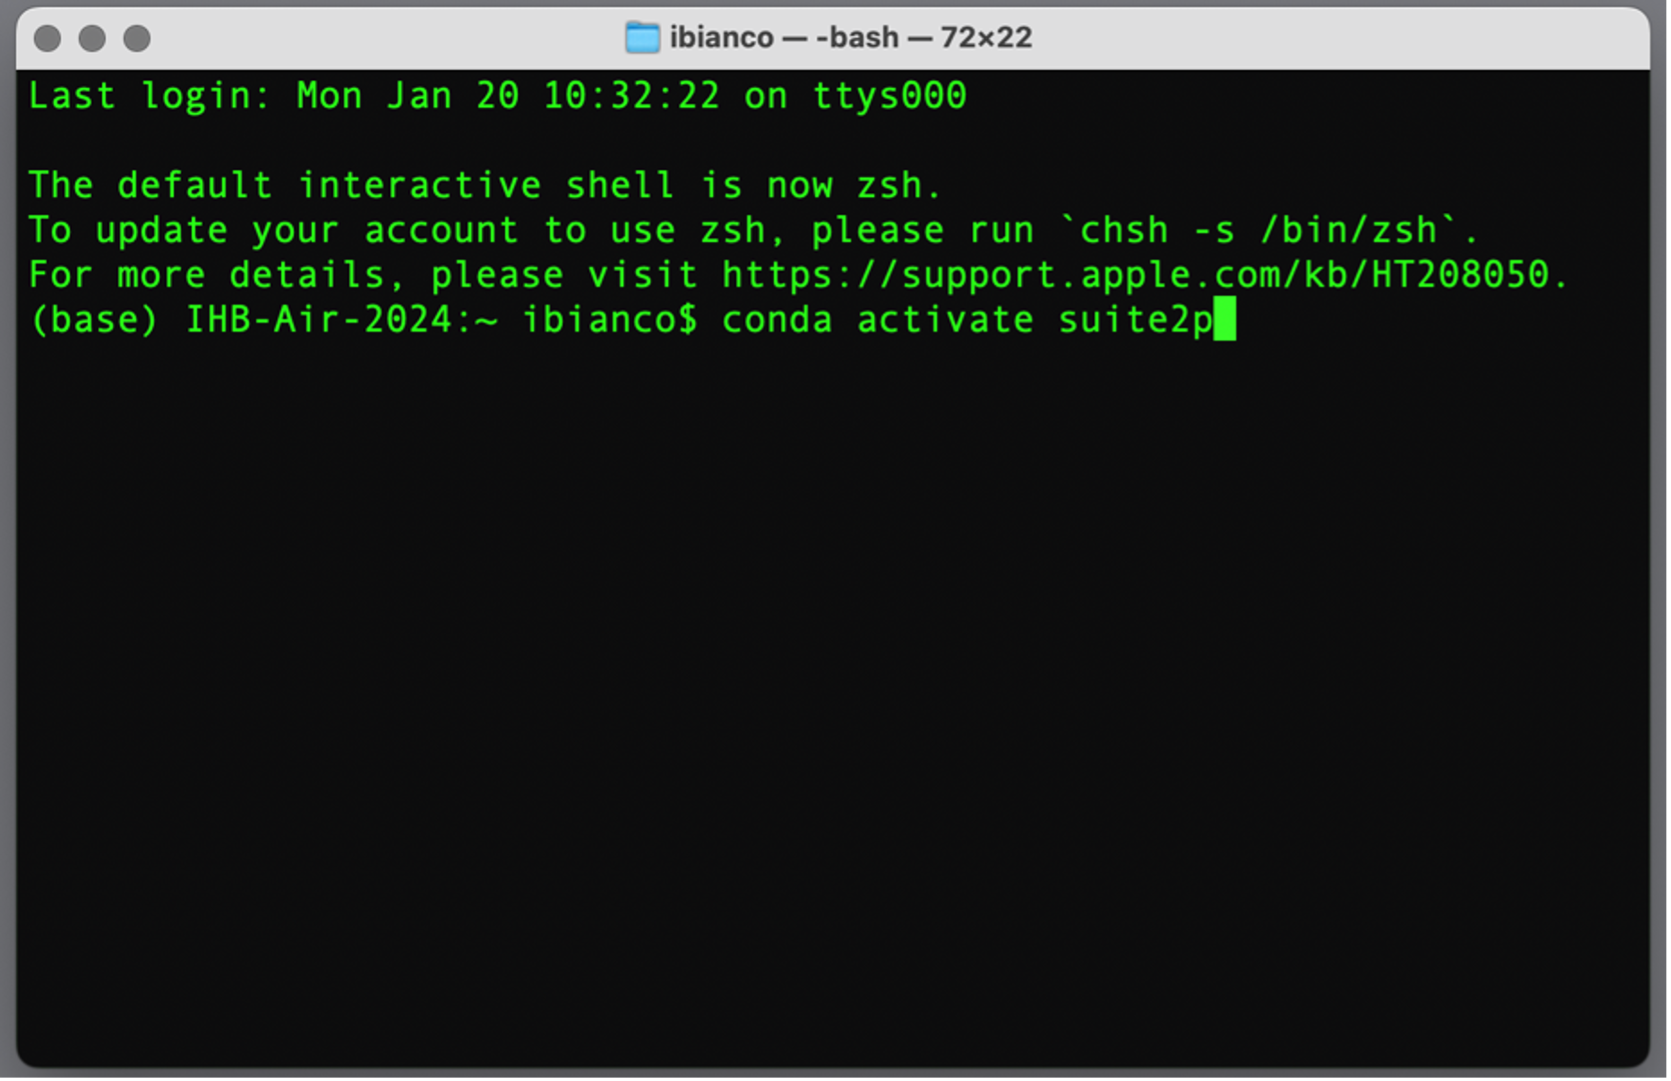 ibianco — -bash — 72×22
Last login: Mon Jan 20 10:32:22 on ttys000
The default interactive shell is now zsh.
To update your account to use zsh, please run `chsh -s /bin/zsh`.
For more details, please visit https://support.apple.com/kb/HT208050.
(base) IHB-Air-2024:~ ibianco$ conda activate suite2p